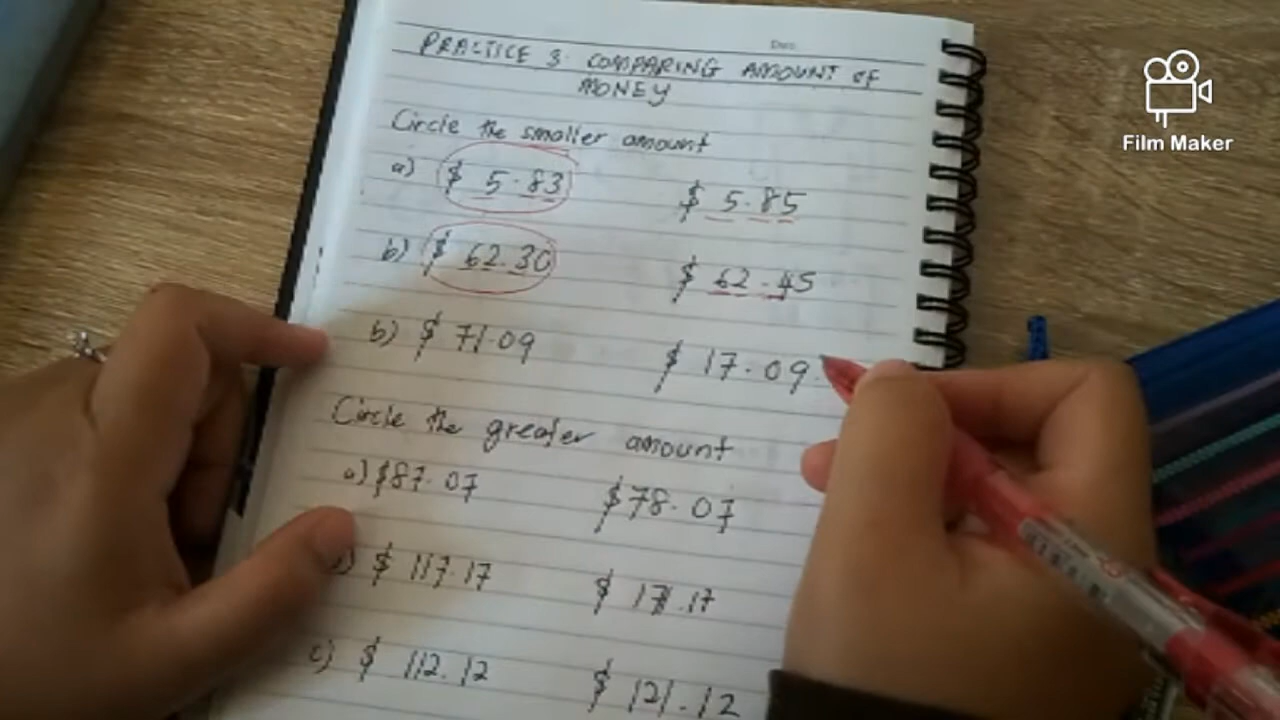 Date
PRACTICE 3: COMPARING AMOUNT OF
MONEY
Circle the smaller amount
a) $ 5.83 $ 5.85
b) $ 62.30 $ 62.45
b) $ 71.09 $ 17.09
Circle the greater amount
a) $87.07 $78.07
b) $ 117.17 $ 171.17
c) $ 112.12 $ 121.12
Film Maker